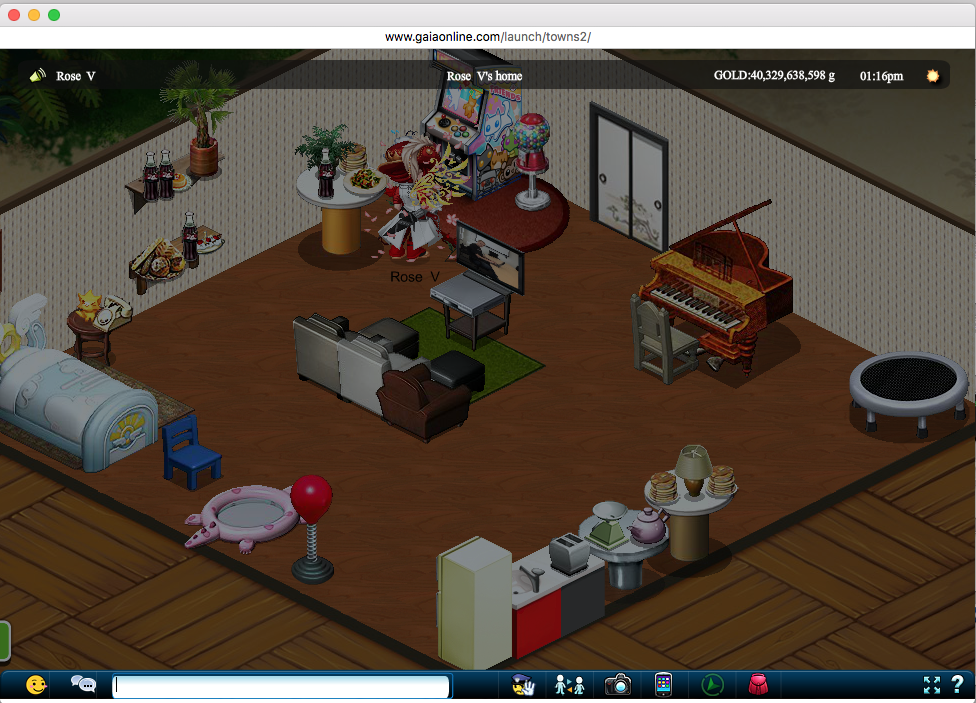 www.gaiaonline.com/launch/towns2/
Rose V
Rose V's home
GOLD:40,329,638,598 g
01:16pm
Rose V
?